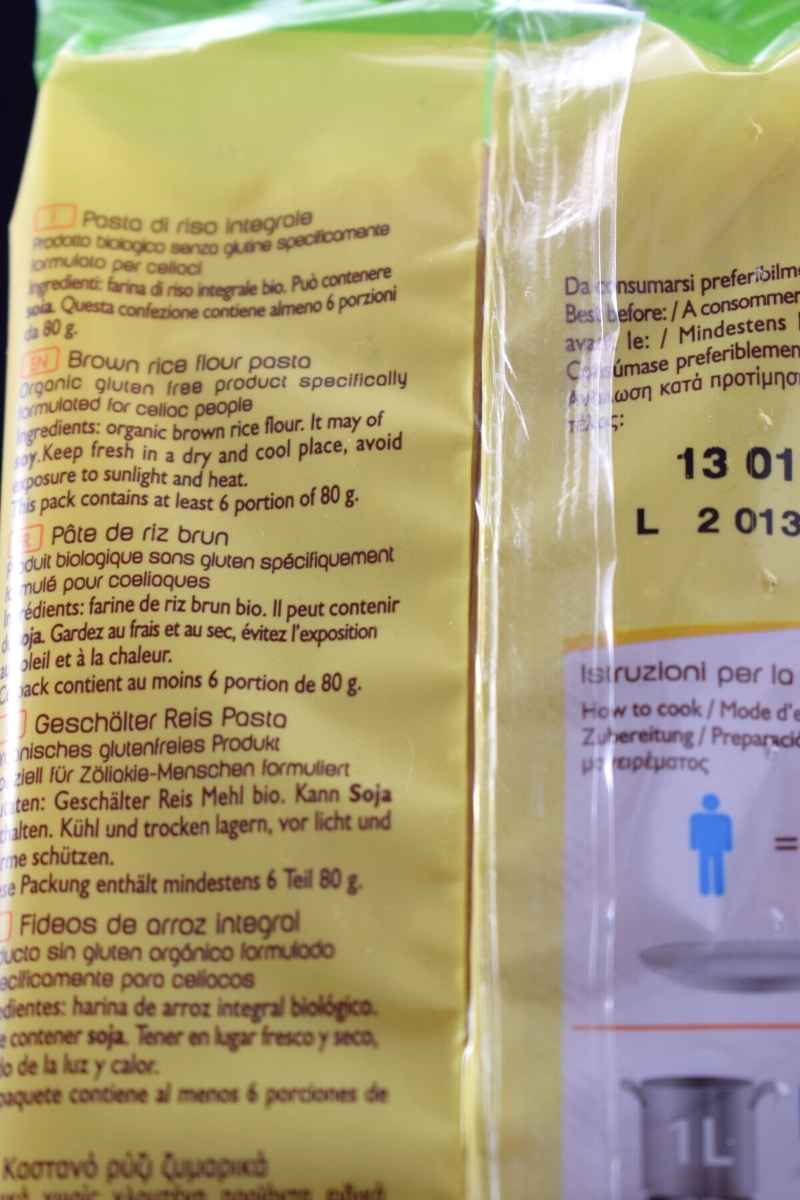 I Pasta di riso integrale
Prodotto biologico senza glutine specificamente
formulato per celiaci
Ingredienti: farina di riso integrale bio. Può contenere
soia. Questa confezione contiene almeno 6 porzioni
da 80 g.
EN Brown rice flour pasta
Organic gluten free product specifically
formulated for celiac people
Ingredients: organic brown rice flour. It may of
soy.Keep fresh in a dry and cool place, avoid
exposure to sunlight and heat.
This pack contains at least 6 portion of 80 g.
Pâte de riz brun
duit biologique sans gluten spécifiquement
mulé pour coeliaques
édients: farine de riz brun bio. Il peut contenir
oja. Gardez au frais et au sec, évitez l'exposition
oleil et à la chaleur.
pack contient au moins 6 portion de 80 g.
Geschälter Reis Pasta
anisches glutenfreies Produkt
ziell für Zöliakie-Menschen formuliert
aten: Geschälter Reis Mehl bio. Kann Soja
halten. Kühl und trocken lagern, vor licht und
rme schützen.
se Packung enthält mindestens 6 Teil 80 g.
Fideos de arroz integral
ucto sin gluten orgánico formulado
ecificamente para celiacos
edientes: harina de arroz integral biológico.
e contener soja. Tener en lugar fresco y seco,
do de la luz y calor.
paquete contiene al menos 6 porciones de
Καστανό ρύζι ζυμαρικά
Da consumarsi preferibilm
Best before: / A consommer
avant le: / Mindestens
Consúmase preferiblemen
Ανάλωση κατά προτίμησ
τέλος:
13 01
L 2 013
Istruzioni per la
How to cook / Mode d'e
Zubereitung / Preparació
μαγειρέματος
=
1L